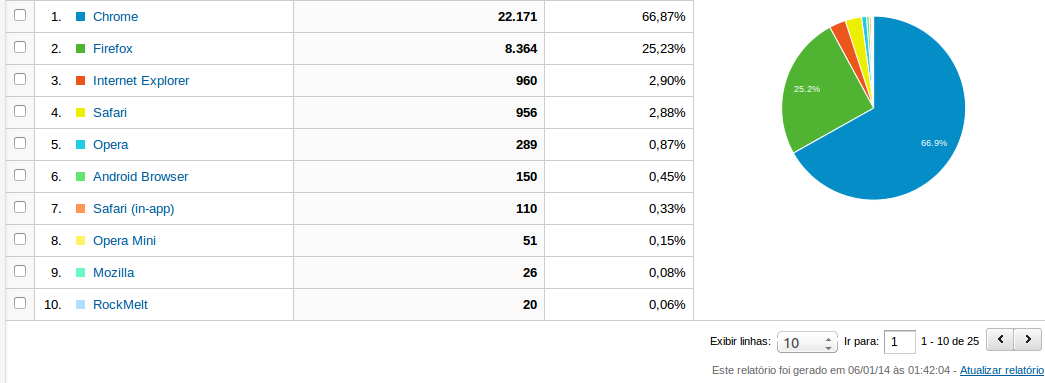 1. Chrome 22.171 66,87%
2. Firefox 8.364 25,23%
3. Internet Explorer 960 2,90%
4. Safari 956 2,88%
5. Opera 289 0,87%
6. Android Browser 150 0,45%
7. Safari (in-app) 110 0,33%
8. Opera Mini 51 0,15%
9. Mozilla 26 0,08%
10. RockMelt 20 0,06%
25.2%
66.9%
Exibir linhas: 10 Ir para: 1 1 - 10 de 25
Este relatório foi gerado em 06/01/14 às 01:42:04 - Atualizar relatório